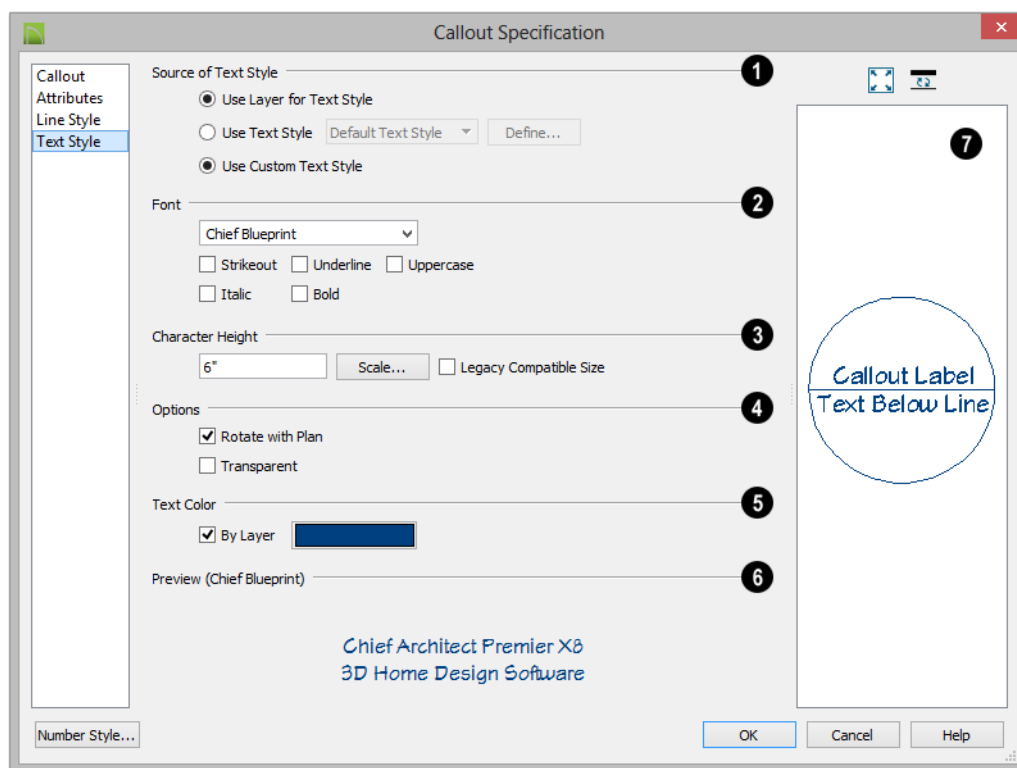 Callout Specification
Callout
Attributes
Line Style
Text Style
Source of Text Style
1
Use Layer for Text Style
Use Text Style Default Text Style Define...
Use Custom Text Style
Font
2
Chief Blueprint
Strikeout Underline Uppercase
Italic Bold
Character Height
3
6" Scale... Legacy Compatible Size
Options
4
Rotate with Plan
Transparent
Text Color
5
By Layer
Preview (Chief Blueprint)
6
Chief Architect Premier X8
3D Home Design Software
7
Callout Label
Text Below Line
Number Style...
OK Cancel Help